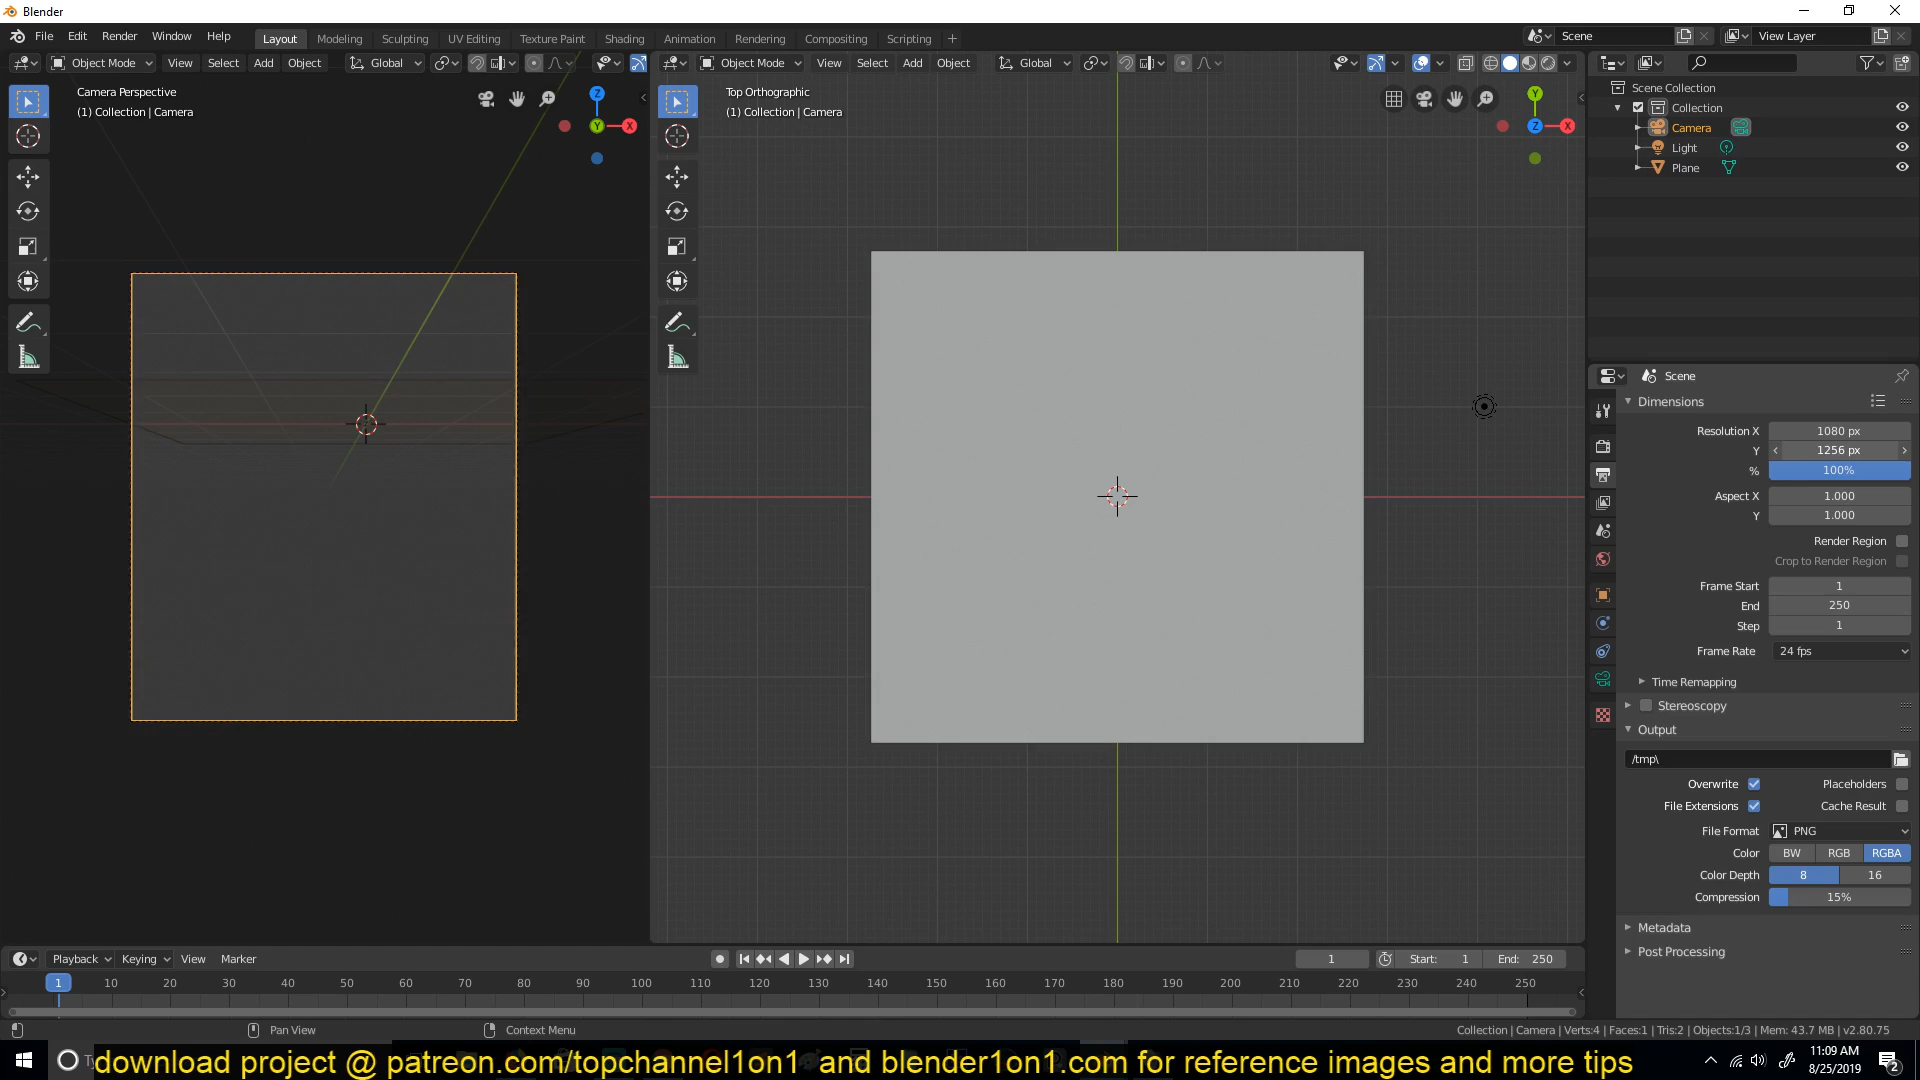 Blender
File Edit Render Window Help
Layout Modeling Sculpting UV Editing Texture Paint Shading Animation Rendering Compositing Scripting
Scene
View Layer
Object Mode View Select Add Object Global
Object Mode View Select Add Object Global
Camera Perspective
(1) Collection | Camera
Z
Y
X
Top Orthographic
(1) Collection | Camera
Y
Z
X
Scene Collection
Collection
Camera
Light
Plane
Scene
Dimensions
Resolution X 1080 px
Y 1256 px
% 100%
Aspect X 1.000
Y 1.000
Render Region
Crop to Render Region
Frame Start 1
End 250
Step 1
Frame Rate 24 fps
Time Remapping
Stereoscopy
Output
/tmp\
Overwrite Placeholders
File Extensions Cache Result
File Format PNG
Color BW RGB RGBA
Color Depth 8 16
Compression 15%
Metadata
Post Processing
Playback Keying View Marker
1 Start: 1 End: 250
1 10 20 30 40 50 60 70 80 90 100 110 120 130 140 150 160 170 180 190 200 210 220 230 240 250
Pan View Context Menu
Collection | Camera | Verts:4 | Faces:1 | Tris:2 | Objects:1/3 | Mem: 43.7 MB | v2.80.75
download project @ patreon.com/topchannel1on1 and blender1on1.com for reference images and more tips
11:09 AM
8/25/2019
2